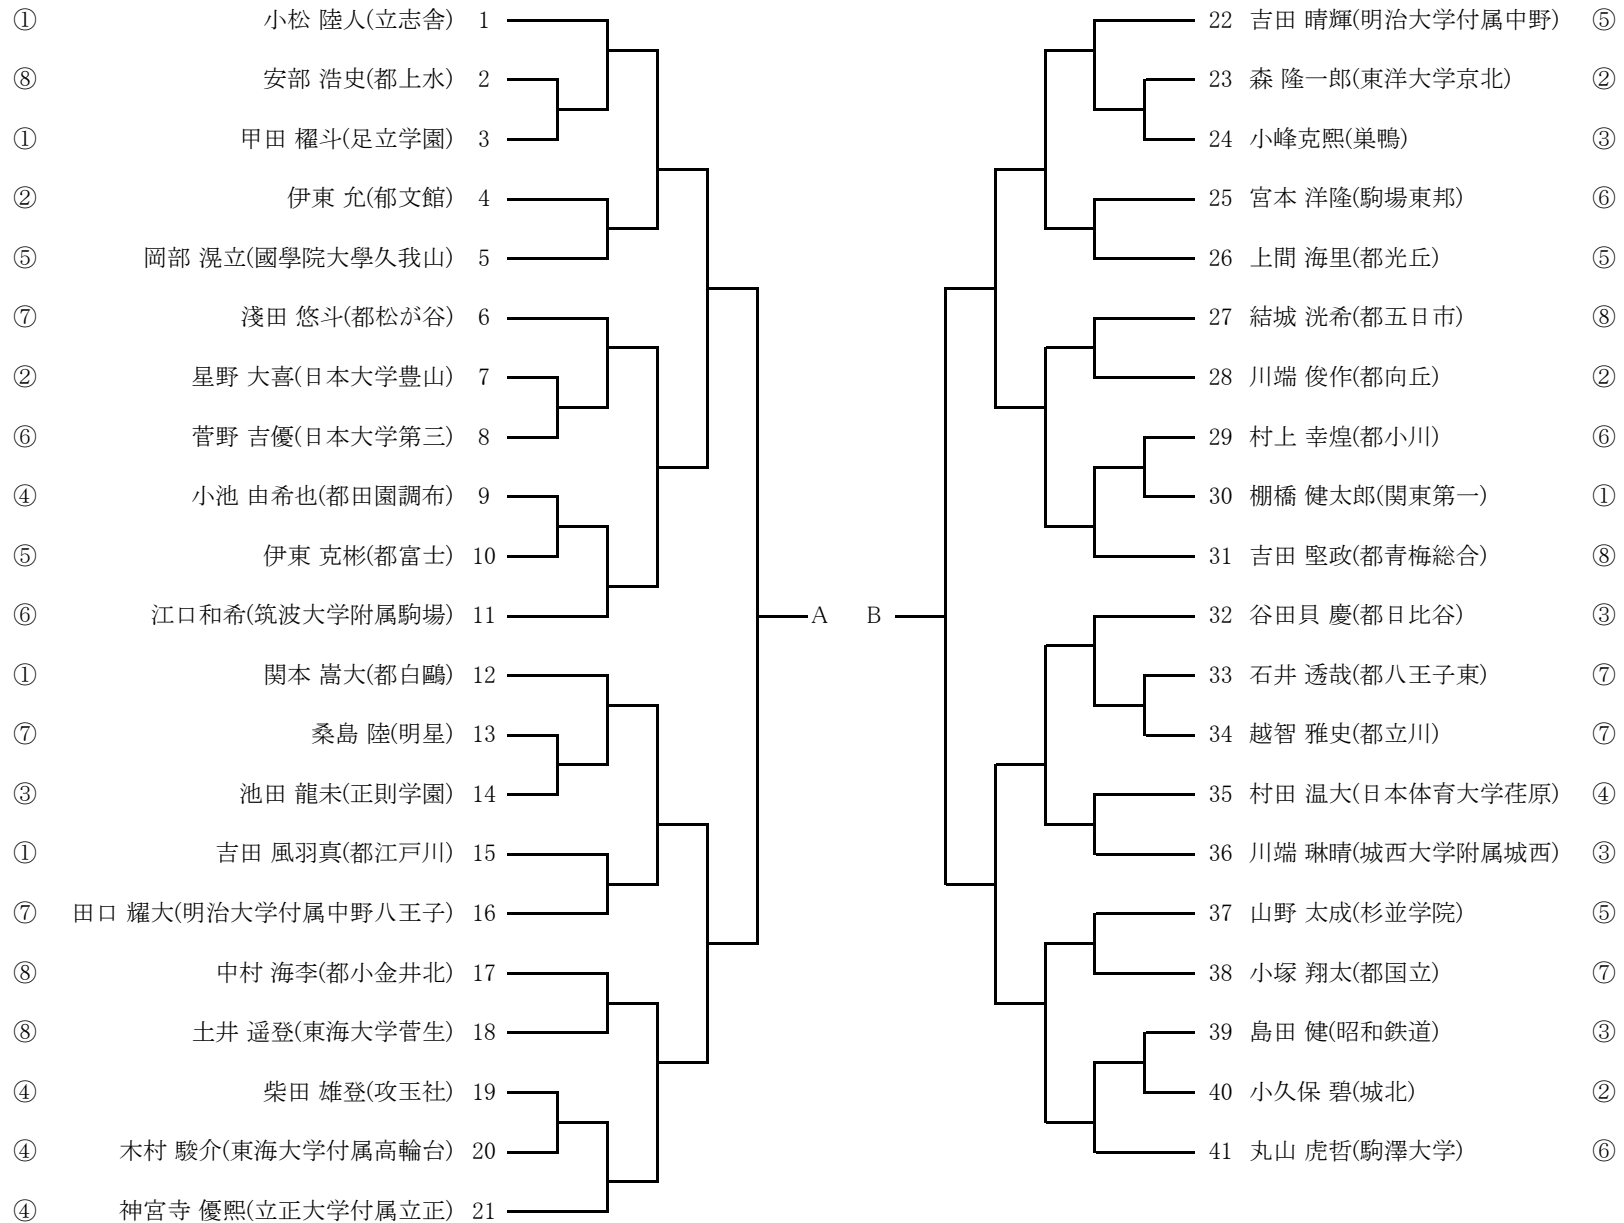 ① 小松 陸人(立志舎) 1
⑧ 安部 浩史(都上水) 2
① 甲田 櫂斗(足立学園) 3
② 伊東 允(郁文館) 4
⑤ 岡部 滉立(國學院大學久我山) 5
⑦ 淺田 悠斗(都松が谷) 6
② 星野 大喜(日本大学豊山) 7
⑥ 菅野 吉優(日本大学第三) 8
④ 小池 由希也(都田園調布) 9
⑤ 伊東 克彬(都富士) 10
⑥ 江口和希(筑波大学附属駒場) 11
① 関本 嵩大(都白鷗) 12
⑦ 桑島 陸(明星) 13
③ 池田 龍未(正則学園) 14
① 吉田 風羽真(都江戸川) 15
⑦ 田口 耀大(明治大学付属中野八王子) 16
⑧ 中村 海李(都小金井北) 17
⑧ 土井 遥登(東海大学菅生) 18
④ 柴田 雄登(攻玉社) 19
④ 木村 駿介(東海大学付属高輪台) 20
④ 神宮寺 優熙(立正大学付属立正) 21
A B
22 吉田 晴輝(明治大学付属中野) ⑤
23 森 隆一郎(東洋大学京北) ②
24 小峰克熙(巣鴨) ③
25 宮本 洋隆(駒場東邦) ⑥
26 上間 海里(都光丘) ⑤
27 結城 洸希(都五日市) ⑧
28 川端 俊作(都向丘) ②
29 村上 幸煌(都小川) ⑥
30 棚橋 健太郎(関東第一) ①
31 吉田 堅政(都青梅総合) ⑧
32 谷田貝 慶(都日比谷) ③
33 石井 透哉(都八王子東) ⑦
34 越智 雅史(都立川) ⑦
35 村田 温大(日本体育大学荏原) ④
36 川端 琳晴(城西大学附属城西) ③
37 山野 太成(杉並学院) ⑤
38 小塚 翔太(都国立) ⑦
39 島田 健(昭和鉄道) ③
40 小久保 碧(城北) ②
41 丸山 虎哲(駒澤大学) ⑥